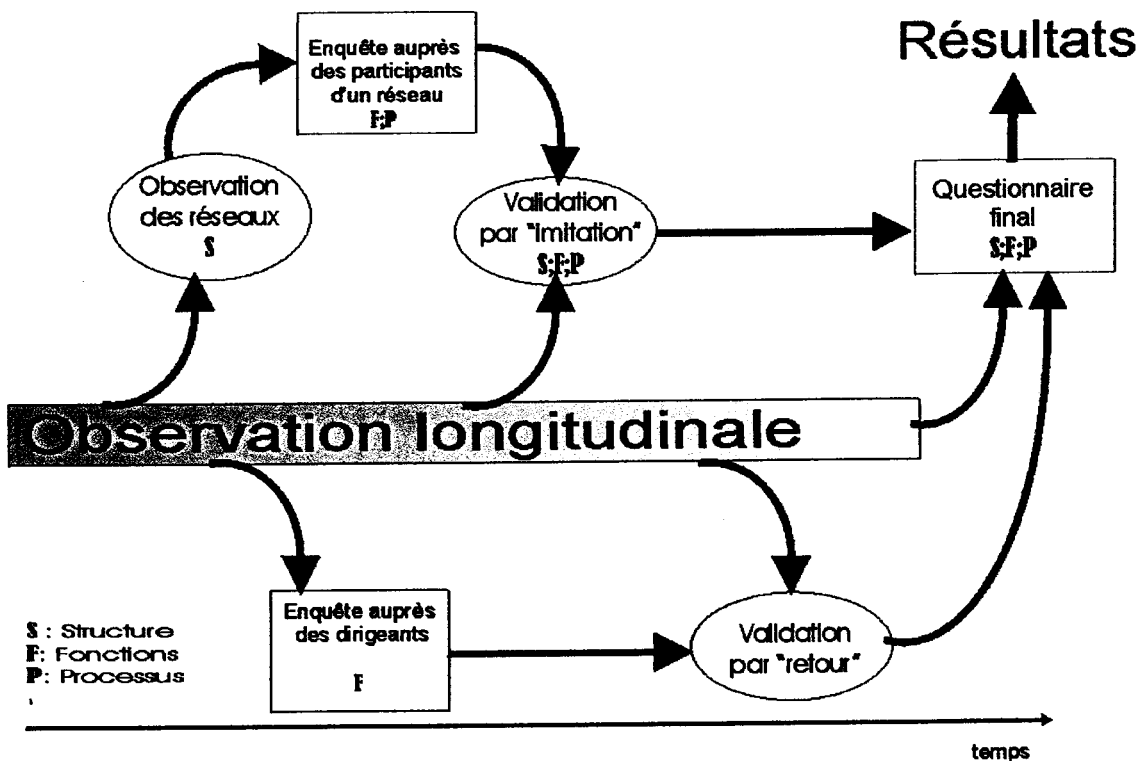 Résultats
Enquête auprès
des participants
d'un réseau
F;P
Observation
des réseaux
S
Validation
par "imitation"
S;F;P
Questionnaire
final
S;F;P
Observation longitudinale
Enquête auprès
des dirigeants
F
Validation
par "retour"
S : Structure
F: Fonctions
P: Processus
temps